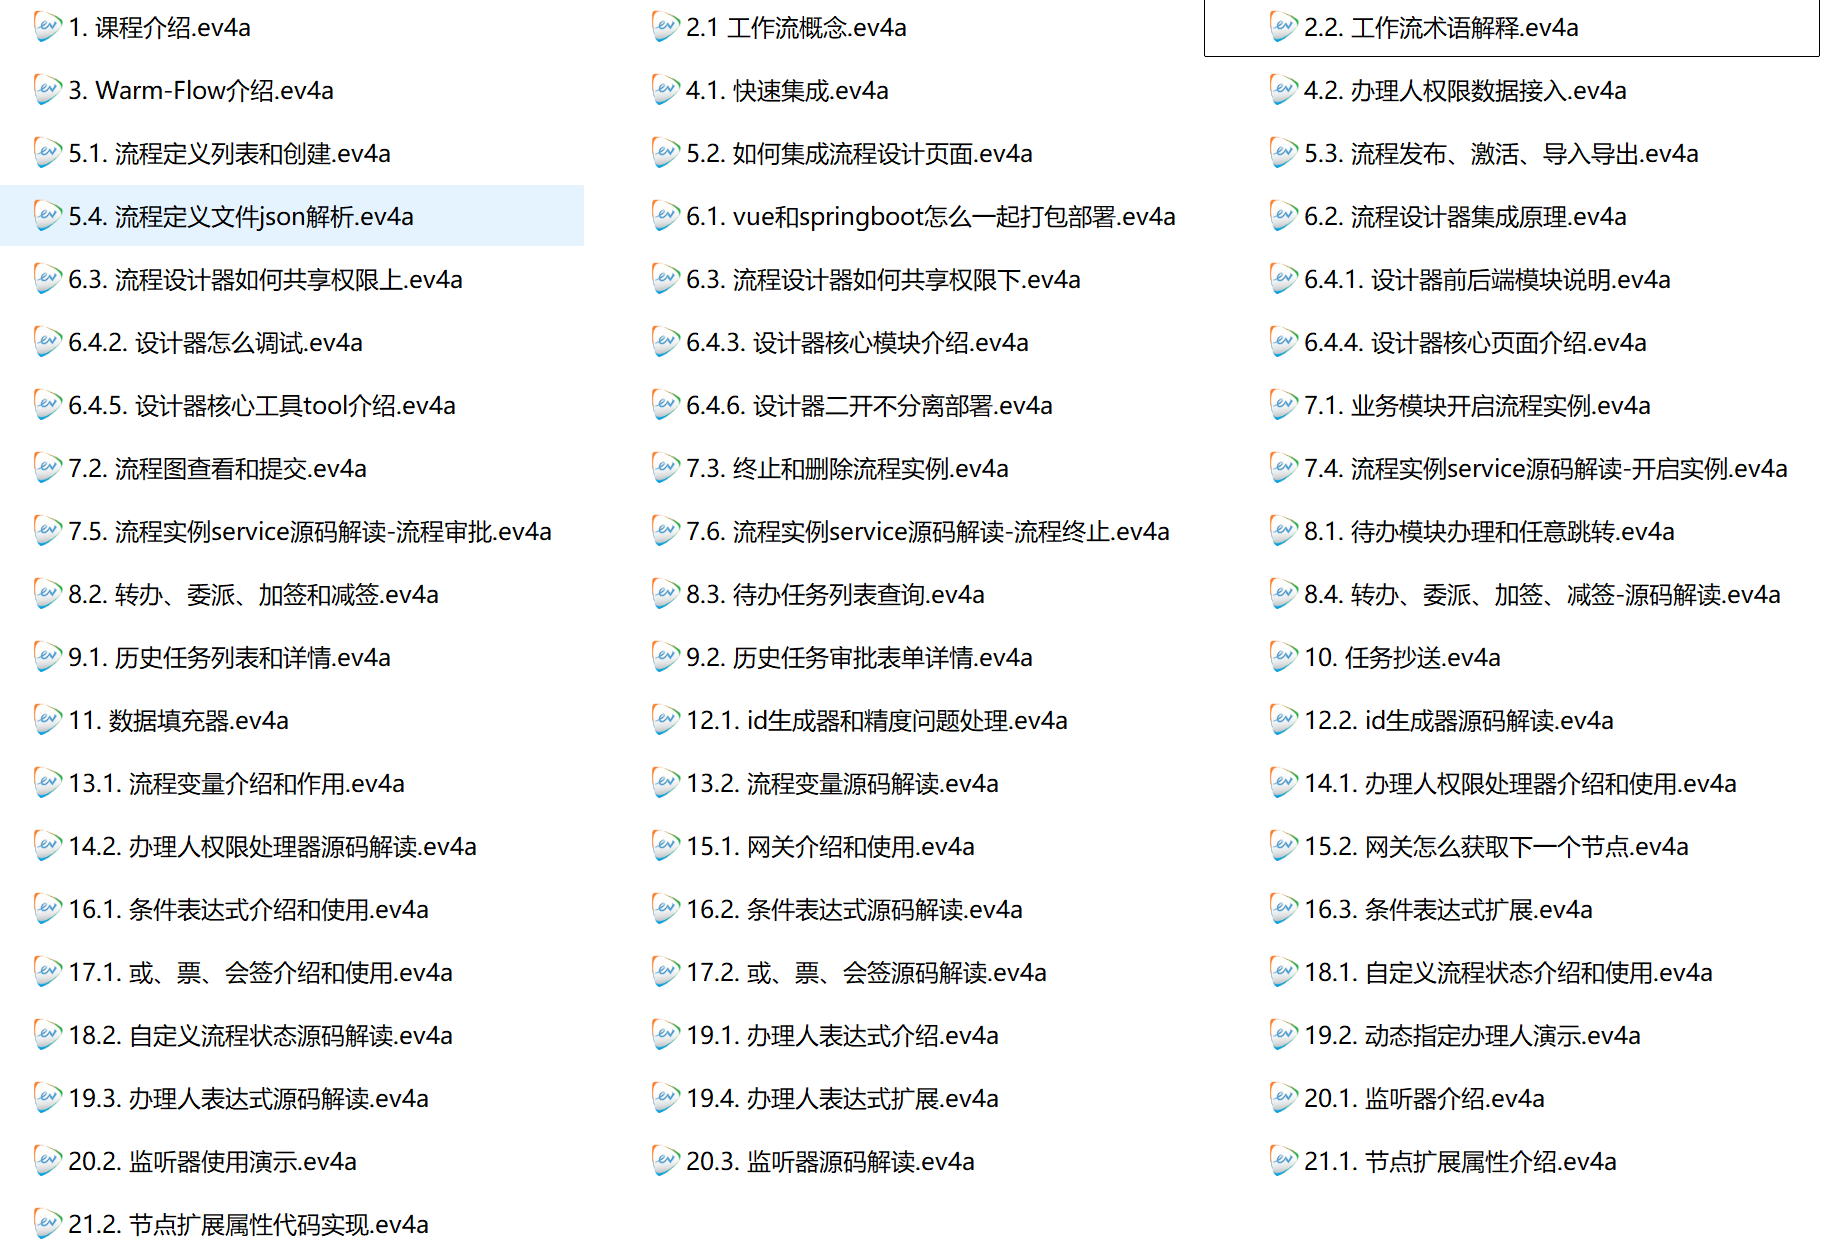 1. 课程介绍.ev4a
2.1 工作流概念.ev4a
2.2. 工作流术语解释.ev4a
3. Warm-Flow介绍.ev4a
4.1. 快速集成.ev4a
4.2. 办理人权限数据接入.ev4a
5.1. 流程定义列表和创建.ev4a
5.2. 如何集成流程设计页面.ev4a
5.3. 流程发布、激活、导入导出.ev4a
5.4. 流程定义文件json解析.ev4a
6.1. vue和springboot怎么一起打包部署.ev4a
6.2. 流程设计器集成原理.ev4a
6.3. 流程设计器如何共享权限上.ev4a
6.3. 流程设计器如何共享权限下.ev4a
6.4.1. 设计器前后端模块说明.ev4a
6.4.2. 设计器怎么调试.ev4a
6.4.3. 设计器核心模块介绍.ev4a
6.4.4. 设计器核心页面介绍.ev4a
6.4.5. 设计器核心工具tool介绍.ev4a
6.4.6. 设计器二开不分离部署.ev4a
7.1. 业务模块开启流程实例.ev4a
7.2. 流程图查看和提交.ev4a
7.3. 终止和删除流程实例.ev4a
7.4. 流程实例service源码解读-开启实例.ev4a
7.5. 流程实例service源码解读-流程审批.ev4a
7.6. 流程实例service源码解读-流程终止.ev4a
8.1. 待办模块办理和任意跳转.ev4a
8.2. 转办、委派、加签和减签.ev4a
8.3. 待办任务列表查询.ev4a
8.4. 转办、委派、加签、减签-源码解读.ev4a
9.1. 历史任务列表和详情.ev4a
9.2. 历史任务审批表单详情.ev4a
10. 任务抄送.ev4a
11. 数据填充器.ev4a
12.1. id生成器和精度问题处理.ev4a
12.2. id生成器源码解读.ev4a
13.1. 流程变量介绍和作用.ev4a
13.2. 流程变量源码解读.ev4a
14.1. 办理人权限处理器介绍和使用.ev4a
14.2. 办理人权限处理器源码解读.ev4a
15.1. 网关介绍和使用.ev4a
15.2. 网关怎么获取下一个节点.ev4a
16.1. 条件表达式介绍和使用.ev4a
16.2. 条件表达式源码解读.ev4a
16.3. 条件表达式扩展.ev4a
17.1. 或、票、会签介绍和使用.ev4a
17.2. 或、票、会签源码解读.ev4a
18.1. 自定义流程状态介绍和使用.ev4a
18.2. 自定义流程状态源码解读.ev4a
19.1. 办理人表达式介绍.ev4a
19.2. 动态指定办理人演示.ev4a
19.3. 办理人表达式源码解读.ev4a
19.4. 办理人表达式扩展.ev4a
20.1. 监听器介绍.ev4a
20.2. 监听器使用演示.ev4a
20.3. 监听器源码解读.ev4a
21.1. 节点扩展属性介绍.ev4a
21.2. 节点扩展属性代码实现.ev4a